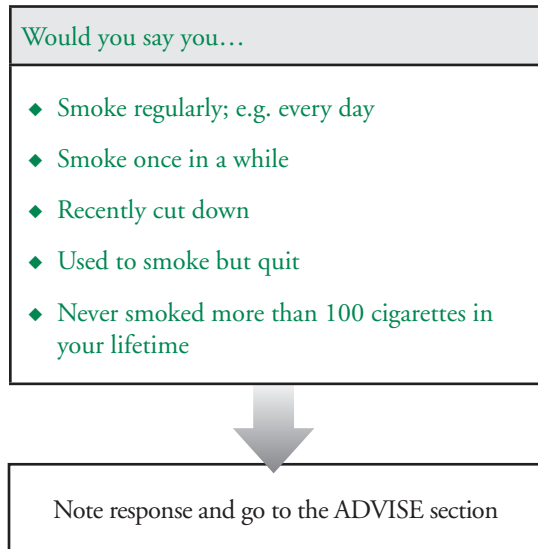 Would you say you…
◆ Smoke regularly; e.g. every day
◆ Smoke once in a while
◆ Recently cut down
◆ Used to smoke but quit
◆ Never smoked more than 100 cigarettes in
your lifetime
Note response and go to the ADVISE section